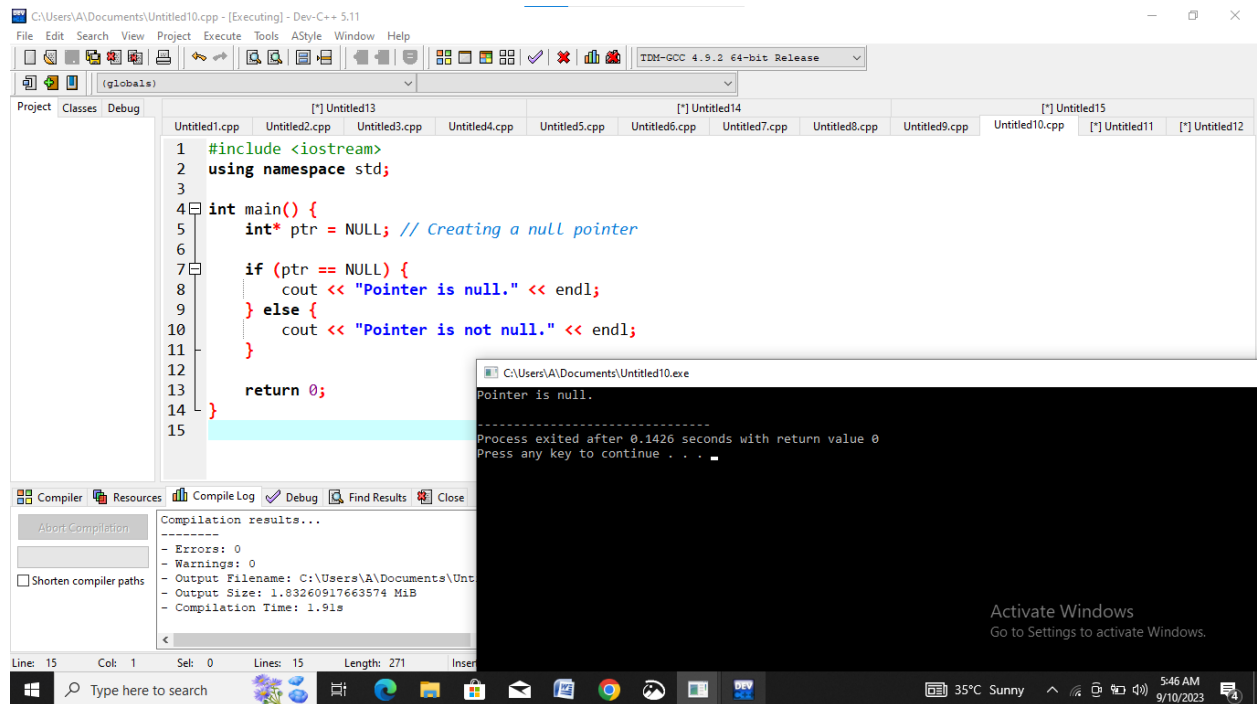 C:\Users\A\Documents\Untitled10.cpp - [Executing] - Dev-C++ 5.11
File Edit Search View Project Execute Tools AStyle Window Help
TDM-GCC 4.9.2 64-bit Release
(globals)
Project Classes Debug
[*] Untitled13 [*] Untitled14 [*] Untitled15
Untitled1.cpp Untitled2.cpp Untitled3.cpp Untitled4.cpp Untitled5.cpp Untitled6.cpp Untitled7.cpp Untitled8.cpp Untitled9.cpp Untitled10.cpp [*] Untitled11 [*] Untitled12
1 #include <iostream>
2 using namespace std;
3
4 int main() {
5 int* ptr = NULL; // Creating a null pointer
6
7 if (ptr == NULL) {
8 cout << "Pointer is null." << endl;
9 } else {
10 cout << "Pointer is not null." << endl;
11 }
12
13 return 0;
14 }
15
C:\Users\A\Documents\Untitled10.exe
Pointer is null.
--------------------------------
Process exited after 0.1426 seconds with return value 0
Press any key to continue . . .
Compiler Resources Compile Log Debug Find Results Close
Abort Compilation
Shorten compiler paths
Compilation results...
--------
- Errors: 0
- Warnings: 0
- Output Filename: C:\Users\A\Documents\Unt
- Output Size: 1.83260917663574 MiB
- Compilation Time: 1.91s
Activate Windows
Go to Settings to activate Windows.
Line: 15 Col: 1 Sel: 0 Lines: 15 Length: 271 Inser
Type here to search
DEV
35°C Sunny
5:46 AM
9/10/2023
4